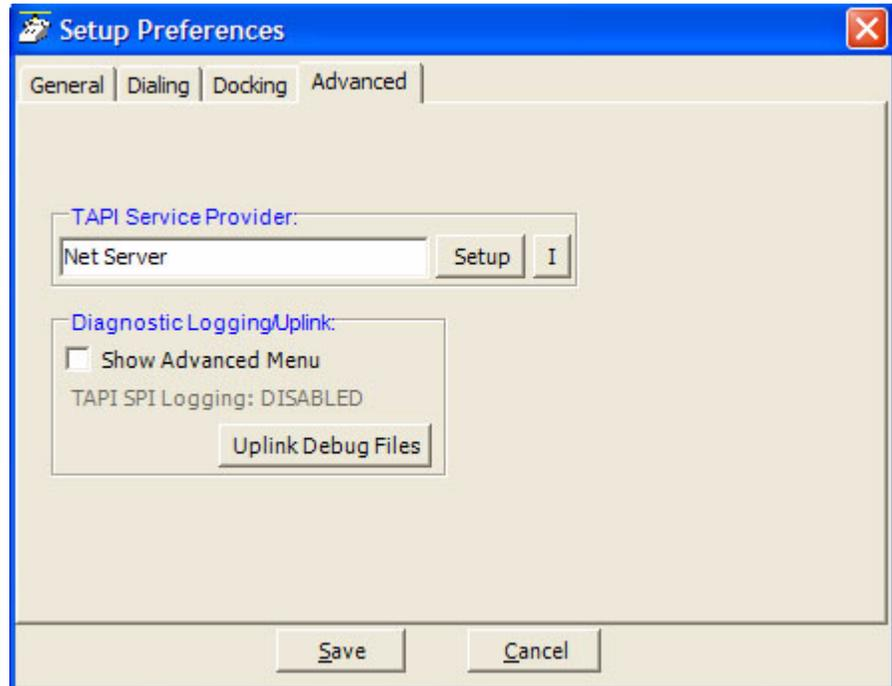 Setup Preferences
General Dialing Docking Advanced
TAPI Service Provider:
Net Server Setup I
Diagnostic Logging/Uplink:
Show Advanced Menu
TAPI SPI Logging: DISABLED
Uplink Debug Files
Save Cancel